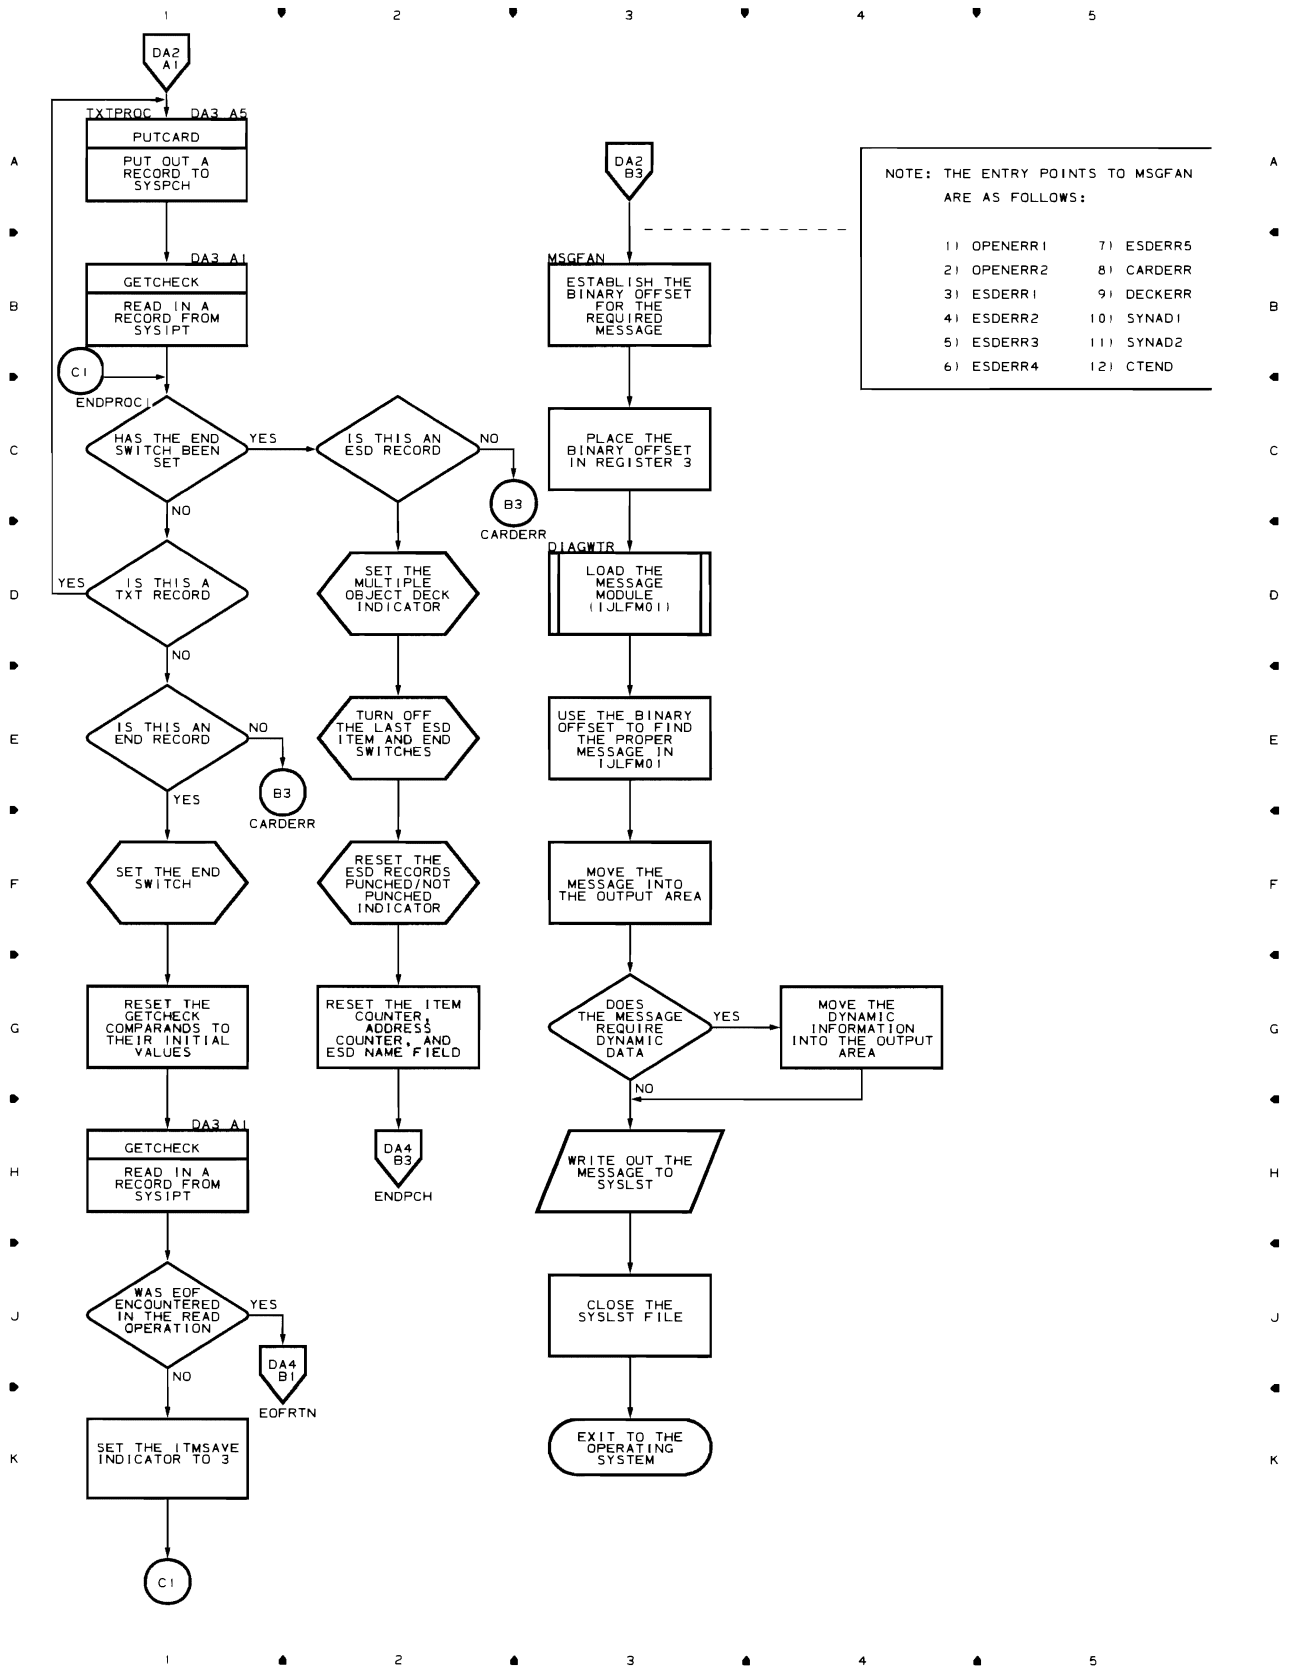 1 2 3 4 5
DA2
A1
TXTPROC DA3 A5
PUTCARD
PUT OUT A
RECORD TO
SYSPCH
A
DA3 A1
GETCHECK
READ IN A
RECORD FROM
SYSIPT
B
C1
ENDPROC1
HAS THE END
SWITCH BEEN
SET
YES
NO
C
IS THIS A
TXT RECORD
YES
NO
D
IS THIS AN
END RECORD
NO
B3
CARDERR
YES
E
SET THE END
SWITCH
F
RESET THE
GETCHECK
COMPARANDS TO
THEIR INITIAL
VALUES
G
DA3 A1
GETCHECK
READ IN A
RECORD FROM
SYSIPT
H
WAS EOF
ENCOUNTERED
IN THE READ
OPERATION
YES
DA4
B1
EOFRTN
NO
J
SET THE ITMSAVE
INDICATOR TO 3
K
C1
IS THIS AN
ESD RECORD
NO
B3
CARDERR
SET THE
MULTIPLE
OBJECT DECK
INDICATOR
TURN OFF
THE LAST ESD
ITEM AND END
SWITCHES
RESET THE
ESD RECORDS
PUNCHED/NOT
PUNCHED
INDICATOR
RESET THE ITEM
COUNTER,
ADDRESS
COUNTER, AND
ESD NAME FIELD
DA4
B3
ENDPCH
DA2
B3
MSGFAN
ESTABLISH THE
BINARY OFFSET
FOR THE
REQUIRED
MESSAGE
PLACE THE
BINARY OFFSET
IN REGISTER 3
DIAGWTR
LOAD THE
MESSAGE
MODULE
(IJLFM01)
USE THE BINARY
OFFSET TO FIND
THE PROPER
MESSAGE IN
IJLFM01
MOVE THE
MESSAGE INTO
THE OUTPUT AREA
DOES
THE MESSAGE
REQUIRE
DYNAMIC
DATA
YES
NO
MOVE THE
DYNAMIC
INFORMATION
INTO THE OUTPUT
AREA
WRITE OUT THE
MESSAGE TO
SYSLST
CLOSE THE
SYSLST FILE
EXIT TO THE
OPERATING
SYSTEM
NOTE: THE ENTRY POINTS TO MSGFAN
ARE AS FOLLOWS:
1) OPENERR1 7) ESDERR5
2) OPENERR2 8) CARDERR
3) ESDERR1 9) DECKERR
4) ESDERR2 10) SYNAD1
5) ESDERR3 11) SYNAD2
6) ESDERR4 12) CTEND
A
B
C
D
E
F
G
H
J
K
1 2 3 4 5